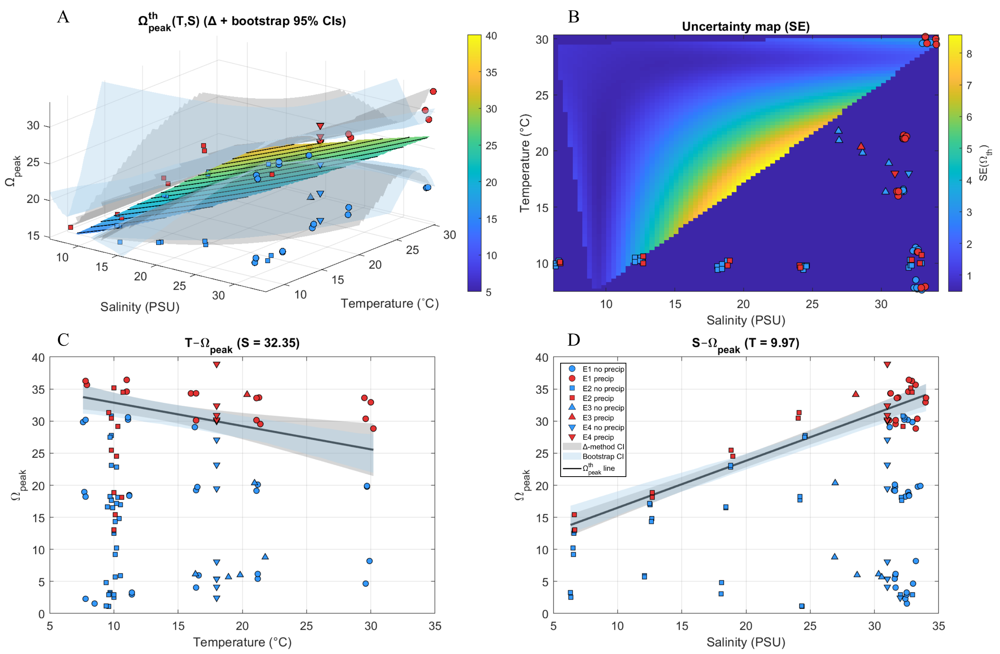 A
Ω^th_peak(T,S) (Δ + bootstrap 95% CIs)
Ω_peak
30
25
20
15
10
15
20
25
30
Salinity (PSU)
10
15
20
25
30
Temperature (°C)
40
35
30
25
20
15
10
5
B
Uncertainty map (SE)
Temperature (°C)
30
25
20
15
10
10
15
20
25
30
Salinity (PSU)
8
7
6
5
4
3
2
1
SE(Ω_th)
C
T−Ω_peak (S = 32.35)
Ω_peak
40
35
30
25
20
15
10
5
0
5
10
15
20
25
30
35
Temperature (°C)
D
S−Ω_peak (T = 9.97)
Ω_peak
40
35
30
25
20
15
10
5
0
E1 no precip
E1 precip
E2 no precip
E2 precip
E3 no precip
E3 precip
E4 no precip
E4 precip
Δ-method CI
Bootstrap CI
Ω^th_peak line
5
10
15
20
25
30
35
Salinity (PSU)